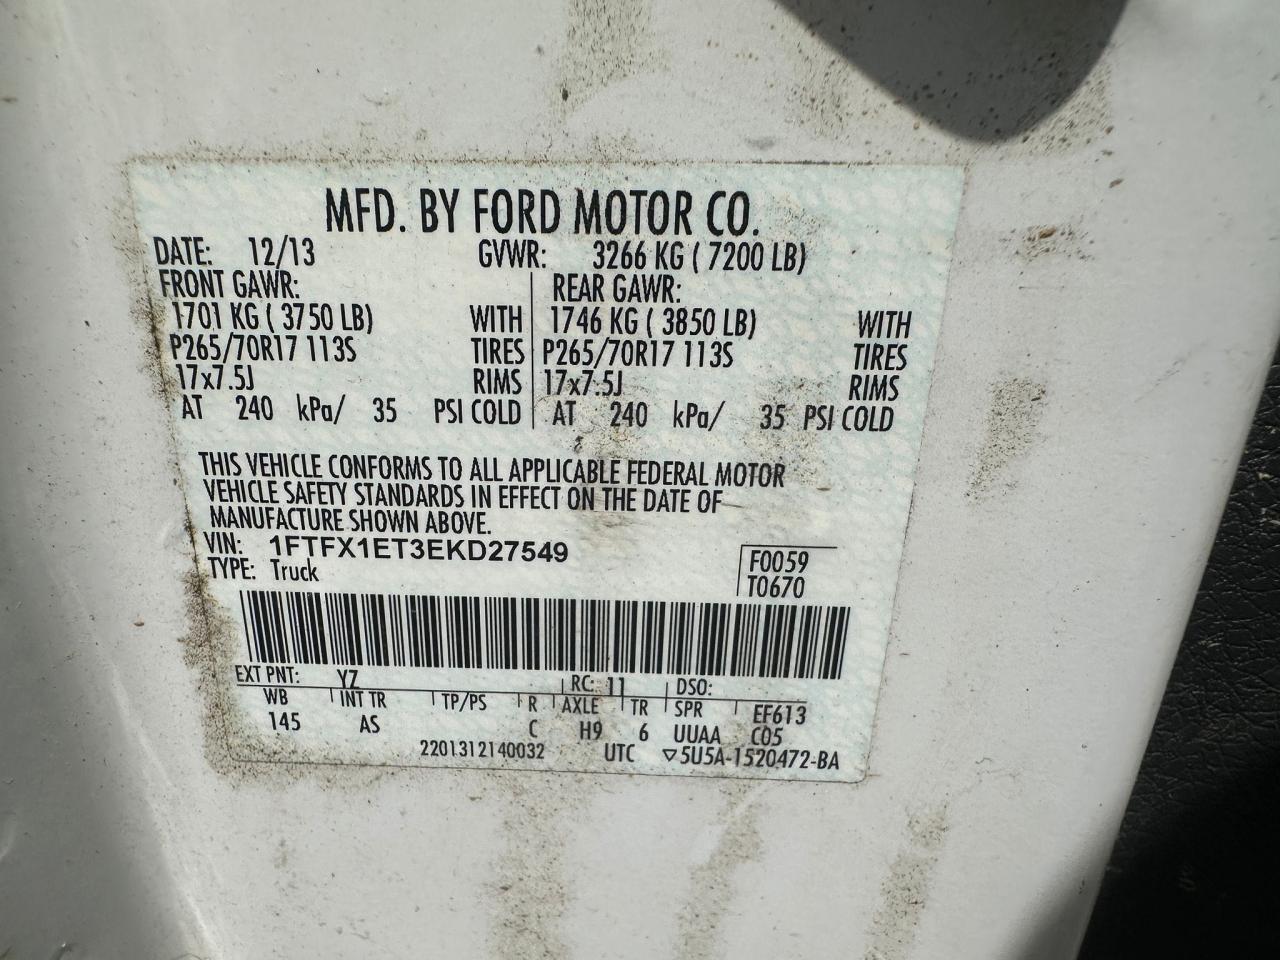 MFD. BY FORD MOTOR CO.
DATE: 12/13 GVWR: 3266 KG ( 7200 LB)
FRONT GAWR: REAR GAWR:
1701 KG ( 3750 LB) WITH 1746 KG ( 3850 LB) WITH
P265/70R17 113S TIRES P265/70R17 113S TIRES
17x7.5J RIMS 17x7.5J RIMS
AT 240 kPa/ 35 PSI COLD AT 240 kPa/ 35 PSI COLD
THIS VEHICLE CONFORMS TO ALL APPLICABLE FEDERAL MOTOR
VEHICLE SAFETY STANDARDS IN EFFECT ON THE DATE OF
MANUFACTURE SHOWN ABOVE.
VIN: 1FTFX1ET3EKD27549 F0059
TYPE: Truck T0670
EXT PNT: YZ RC: 11 DSO:
WB INT TR TP/PS R AXLE TR SPR EF613
145 AS C H9 6 UUAA C05
2201312140032 UTC ▽5U5A-1520472-BA